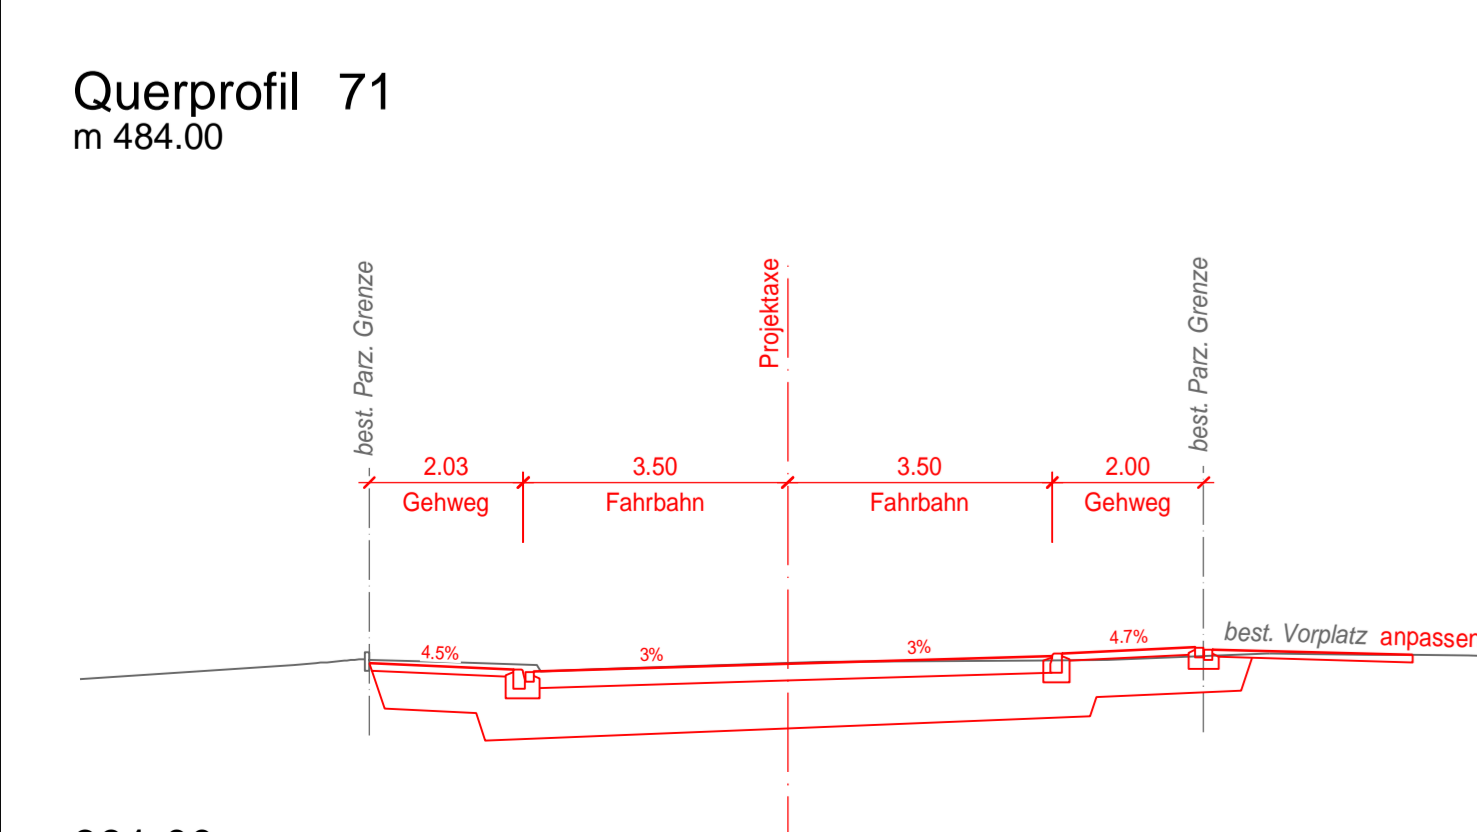 Querprofil 71
m 484.00
best. Parz. Grenze
Projektaxe
best. Parz. Grenze
2.03 3.50 3.50 2.00
Gehweg Fahrbahn Fahrbahn Gehweg
4.5% 3% 3% 4.7%
best. Vorplatz anpassen